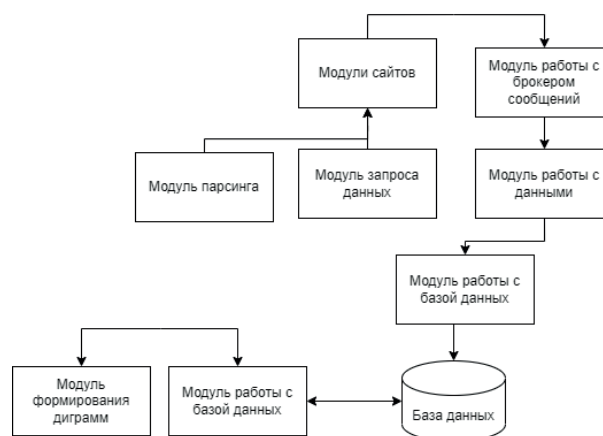 Модули сайтов
Модуль работы с
брокером
сообщений
Модуль парсинга
Модуль запроса
данных
Модуль работы с
данными
Модуль работы с
базой данных
Модуль
формирования
диграмм
Модуль работы с
базой данных
База данных